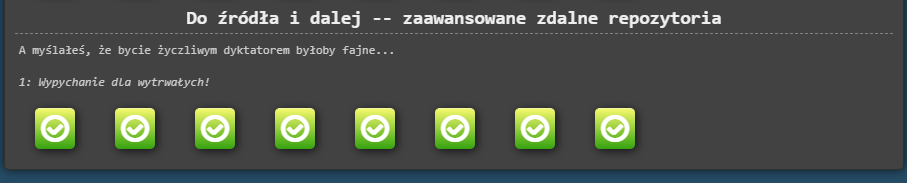 Do źródła i dalej -- zaawansowane zdalne repozytoria
A myślałeś, że bycie życzliwym dyktatorem byłoby fajne...
1: Wypychanie dla wytrwałych!